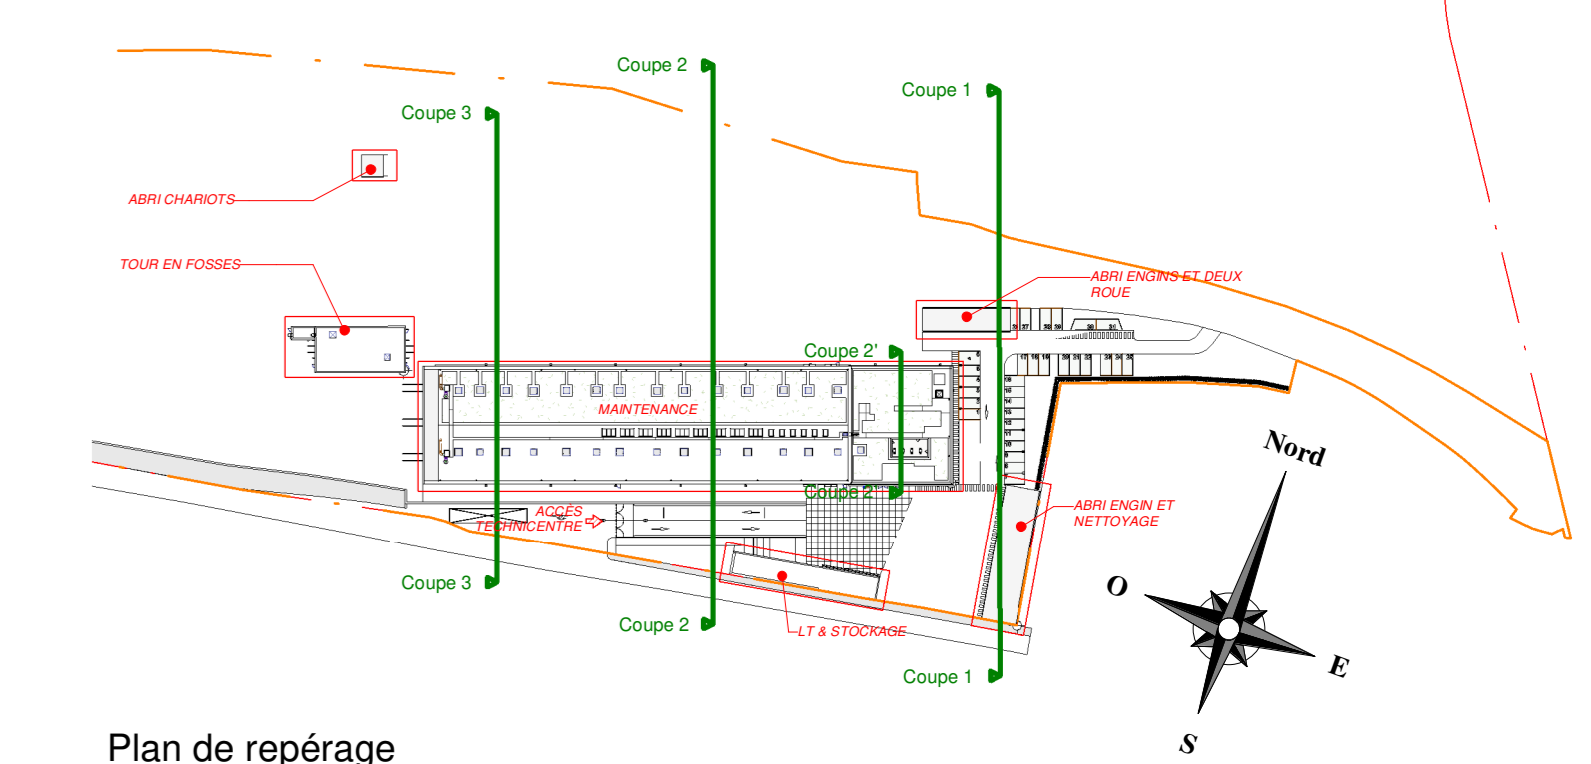 Coupe 2
Coupe 1
Coupe 3
ABRI CHARIOTS
TOUR EN FOSSES
ABRI ENGINS ET DEUX
ROUE
Coupe 2'
MAINTENANCE
Nord
Coupe 2'
ACCÈS
TECHNICENTRE
ABRI ENGIN ET
NETTOYAGE
Coupe 3
O
Coupe 2
LT & STOCKAGE
E
Coupe 1
S
Plan de repérage